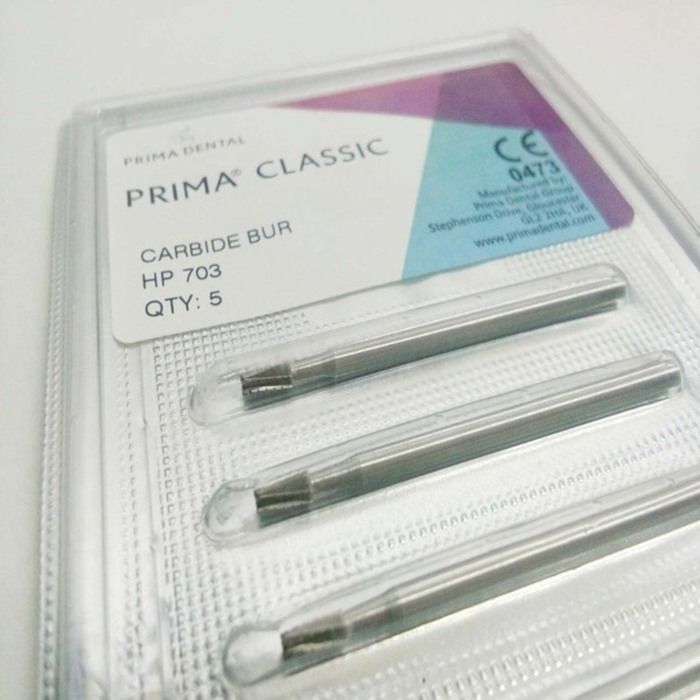 PRIMA DENTAL
PRIMA® CLASSIC
CARBIDE BUR
HP 703
QTY: 5
CE
0473
Manufactured by:
Prima Dental Group,
Stephenson Drive, Gloucester,
GL2 2HA, UK
www.primadental.com